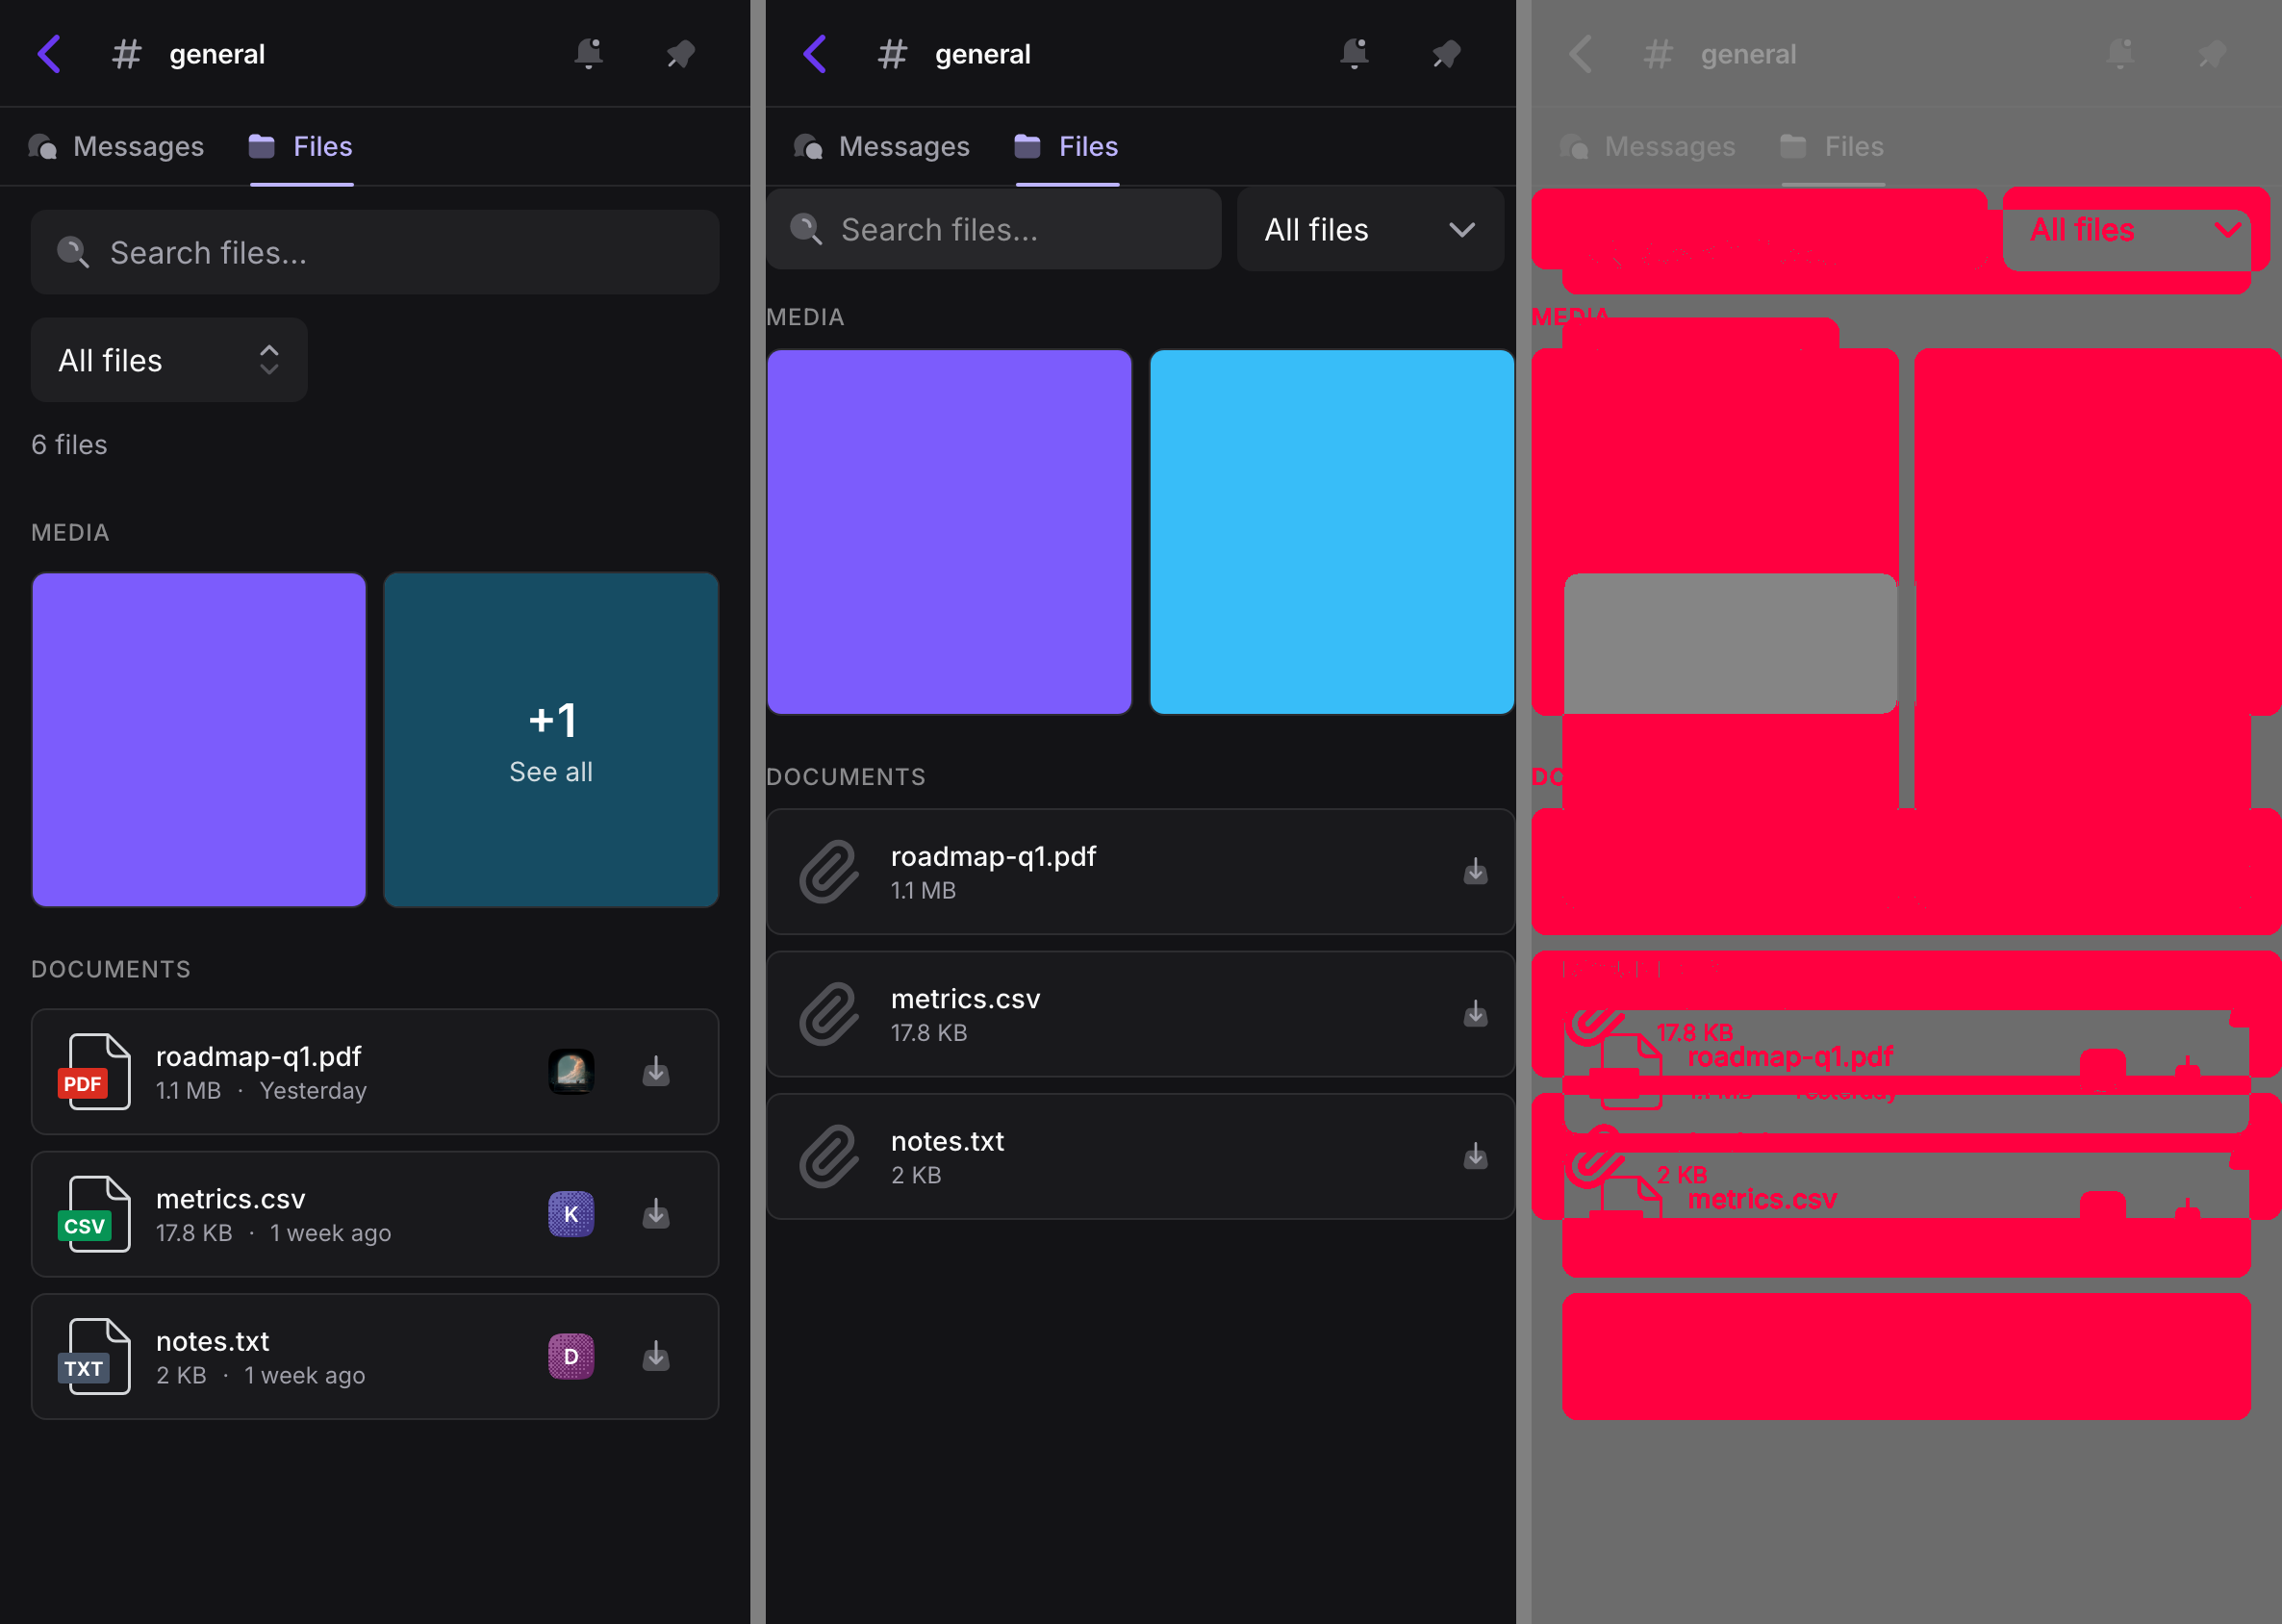 # general
Messages Files
Search files...
All files
6 files
MEDIA
+1
See all
DOCUMENTS
PDF
roadmap-q1.pdf
1.1 MB · Yesterday
CSV
metrics.csv
17.8 KB · 1 week ago
K
TXT
notes.txt
2 KB · 1 week ago
D
# general
Messages Files
Search files...
All files
MEDIA
DOCUMENTS
roadmap-q1.pdf
1.1 MB
metrics.csv
17.8 KB
notes.txt
2 KB
# general
Messages Files
All files
MEDIA
DO
17.8 KB
roadmap-q1.pdf
2 KB
metrics.csv